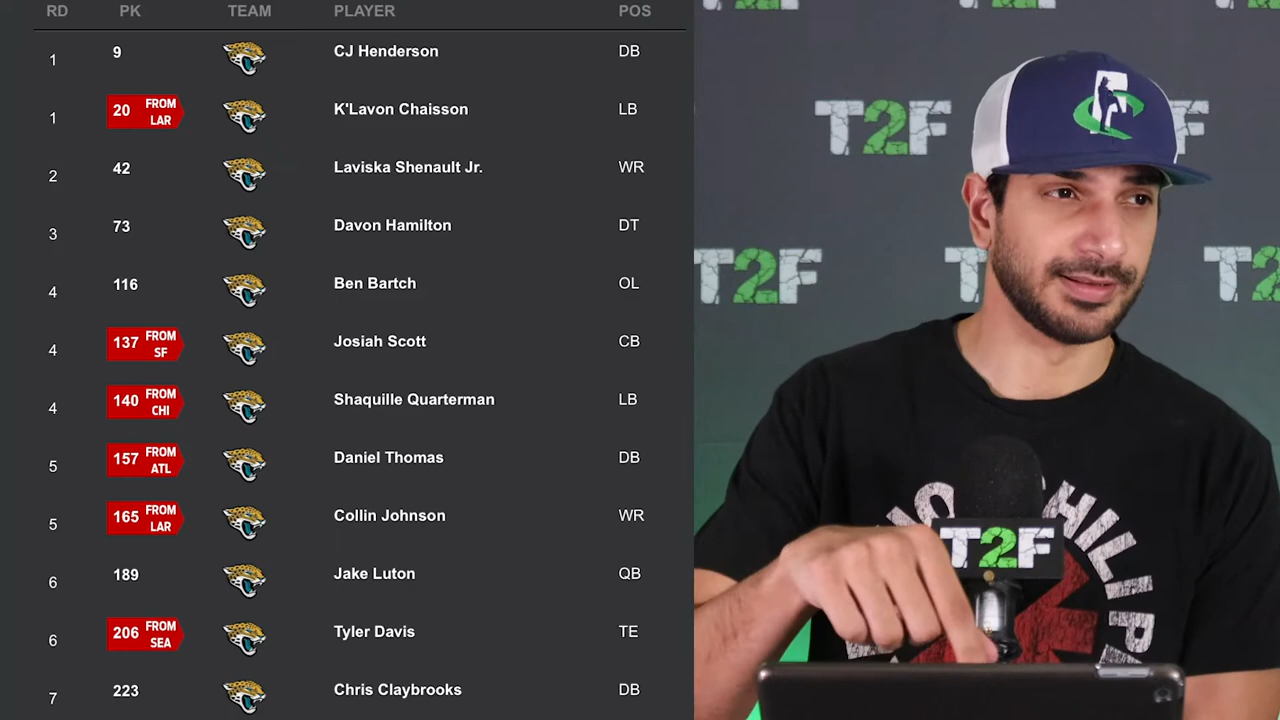 RD PK TEAM PLAYER POS
1 9 CJ Henderson DB
1 20 FROM LAR K'Lavon Chaisson LB
2 42 Laviska Shenault Jr. WR
3 73 Davon Hamilton DT
4 116 Ben Bartch OL
4 137 FROM SF Josiah Scott CB
4 140 FROM CHI Shaquille Quarterman LB
5 157 FROM ATL Daniel Thomas DB
5 165 FROM LAR Collin Johnson WR
6 189 Jake Luton QB
6 206 FROM SEA Tyler Davis TE
7 223 Chris Claybrooks DB
T2F
T2F
T2F